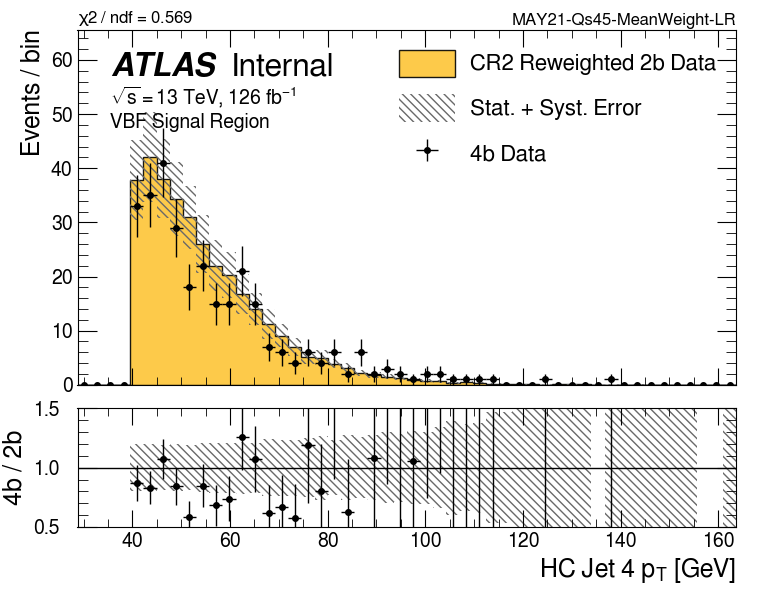 χ2 / ndf = 0.569
MAY21-Qs45-MeanWeight-LR
ATLAS Internal
√s = 13 TeV, 126 fb⁻¹
VBF Signal Region
CR2 Reweighted 2b Data
Stat. + Syst. Error
4b Data
Events / bin
60
50
40
30
20
10
0
4b / 2b
1.5
1.0
0.5
40 60 80 100 120 140 160
HC Jet 4 pT [GeV]